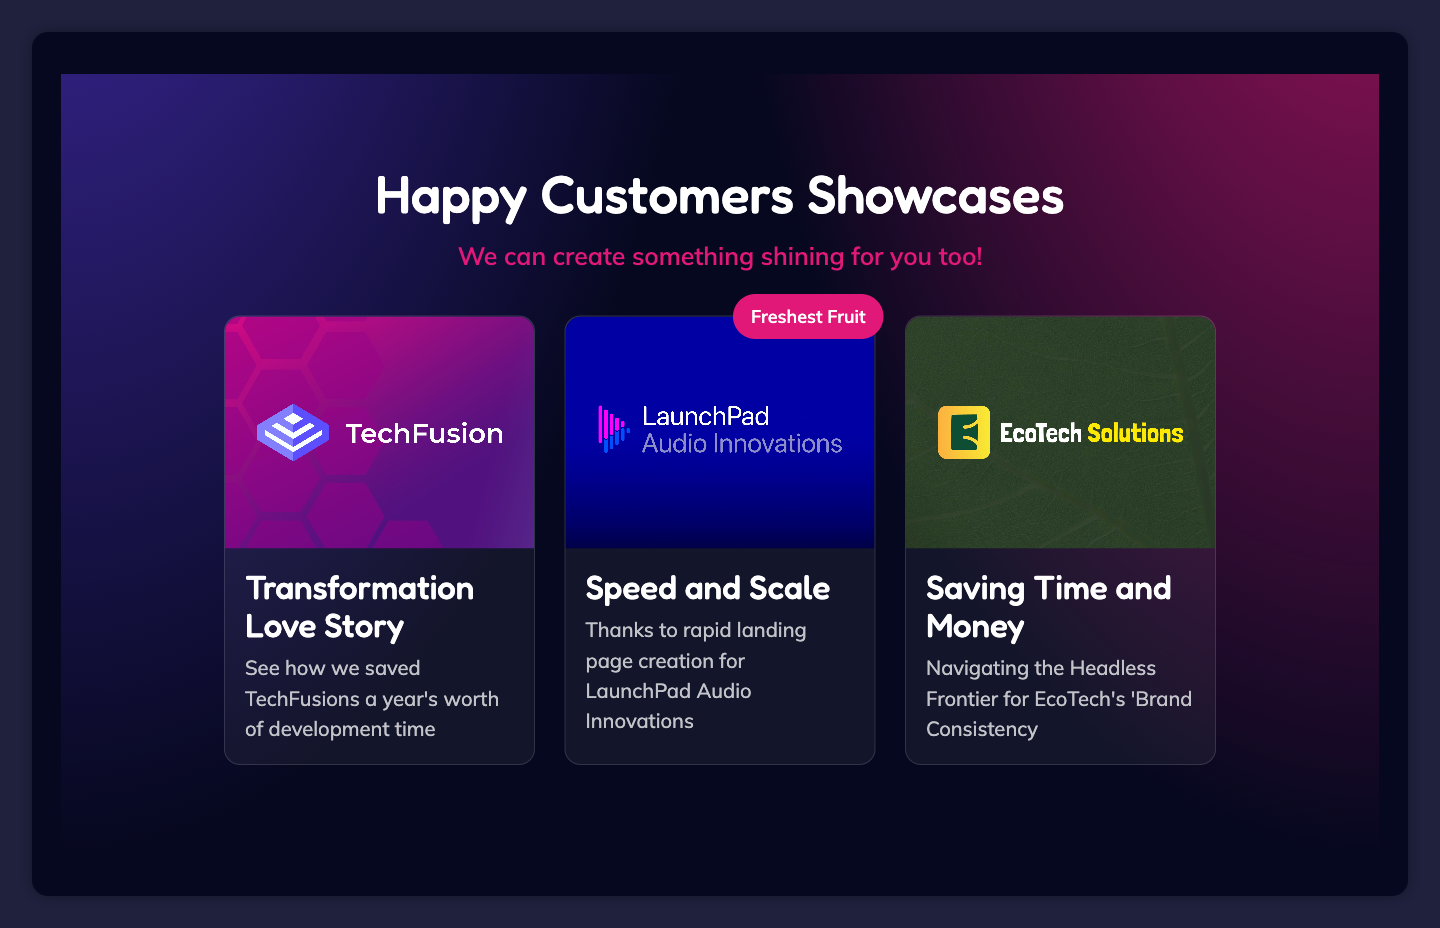 Happy Customers Showcases
We can create something shining for you too!
Freshest Fruit
TechFusion
LaunchPad
Audio Innovations
EcoTech Solutions
Transformation
Love Story
See how we saved
TechFusions a year's worth
of development time
Speed and Scale
Thanks to rapid landing
page creation for
LaunchPad Audio
Innovations
Saving Time and
Money
Navigating the Headless
Frontier for EcoTech's 'Brand
Consistency